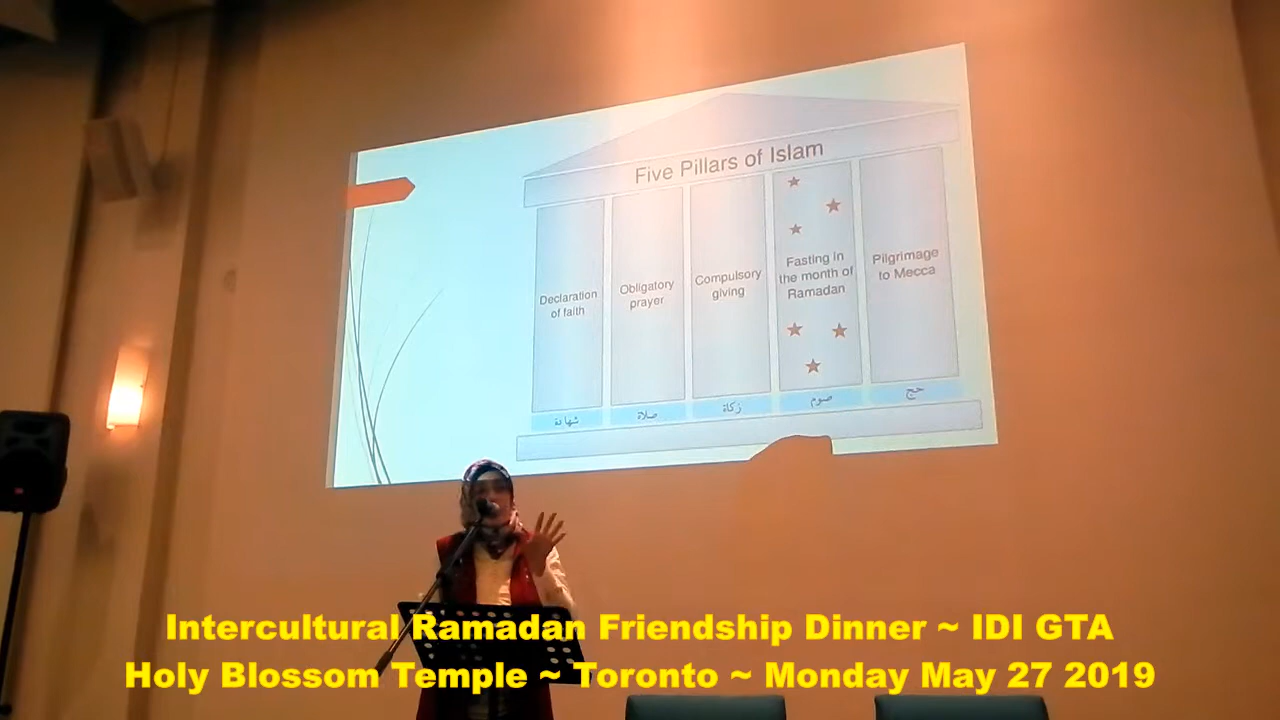 Five Pillars of Islam
Declaration
of faith
Obligatory
prayer
Compulsory
giving
Fasting in
the month of
Ramadan
Pilgrimage
to Mecca
شهادة
صلاة
زكاة
صوم
حج
Intercultural Ramadan Friendship Dinner ~ IDI GTA
Holy Blossom Temple ~ Toronto ~ Monday May 27 2019